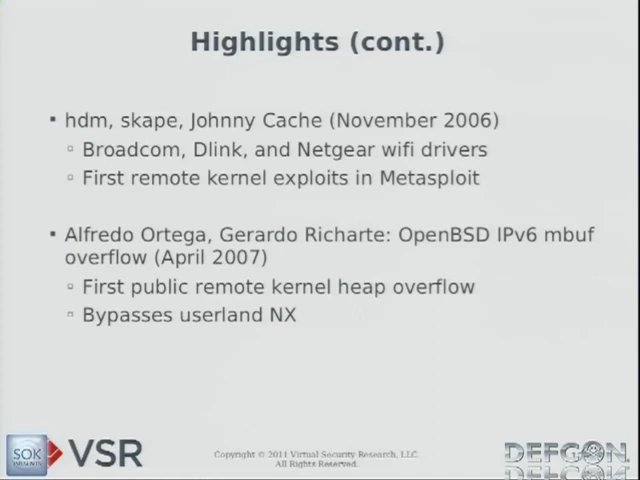 Highlights (cont.)
▪ hdm, skape, Johnny Cache (November 2006)
▫ Broadcom, Dlink, and Netgear wifi drivers
▫ First remote kernel exploits in Metasploit
▪ Alfredo Ortega, Gerardo Richarte: OpenBSD IPv6 mbuf
overflow (April 2007)
▫ First public remote kernel heap overflow
▫ Bypasses userland NX
SOK
PRESENTS
VSR
Copyright © 2011 Virtual Security Research, LLC.
All Rights Reserved.
DEFCON.